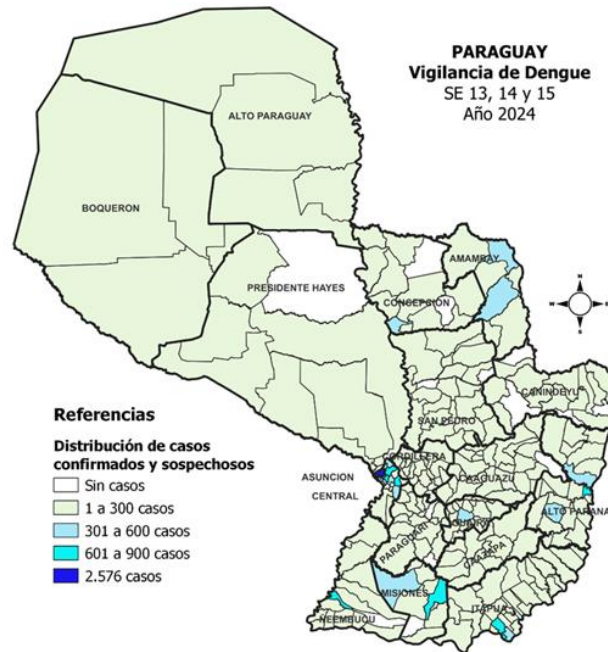 PARAGUAY
Vigilancia de Dengue
SE 13, 14 y 15
Año 2024
ALTO PARAGUAY
BOQUERON
PRESIDENTE HAYES
AMAMBAY
CONCEPCION
N
W
E
S
CANINDEYU
SAN PEDRO
CORDILLERA
ASUNCION
CENTRAL
CAAGUAZU
ALTO PARANA
GUAIRA
PARAGUARI
CAAZAPA
MISIONES
ITAPUA
ÑEEMBUCU
Referencias
Distribución de casos
confirmados y sospechosos
Sin casos
1 a 300 casos
301 a 600 casos
601 a 900 casos
2.576 casos